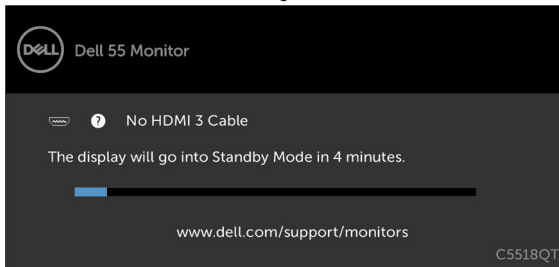 DELL Dell 55 Monitor
? No HDMI 3 Cable
The display will go into Standby Mode in 4 minutes.
www.dell.com/support/monitors
C5518QT